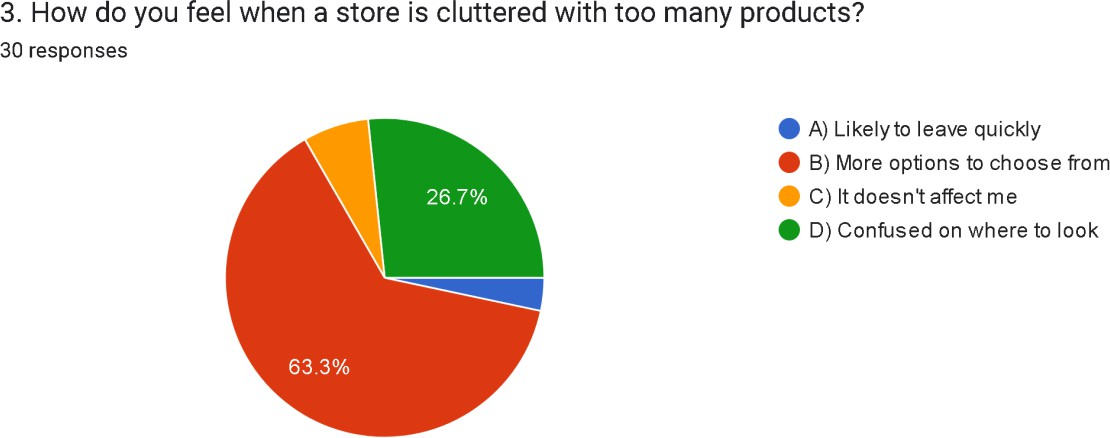 3. How do you feel when a store is cluttered with too many products?
30 responses
26.7%
63.3%
A) Likely to leave quickly
B) More options to choose from
C) It doesn't affect me
D) Confused on where to look